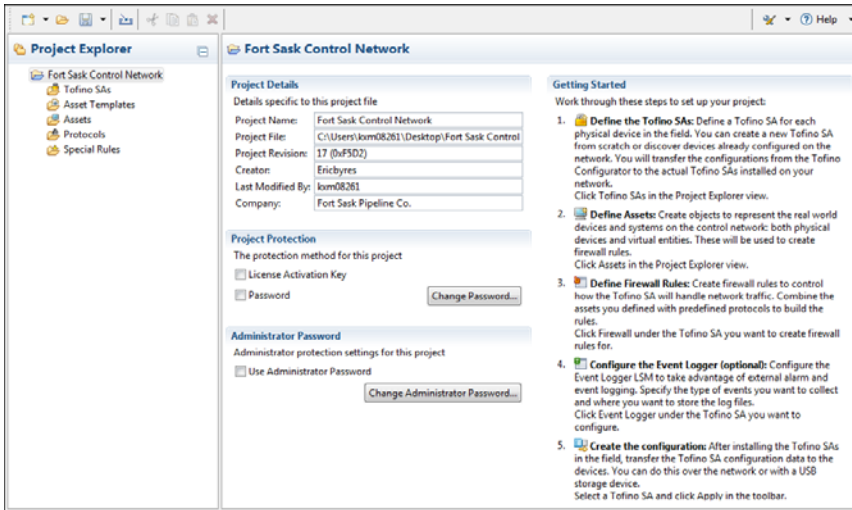 Help
Project Explorer
Fort Sask Control Network
Tofino SAs
Asset Templates
Assets
Protocols
Special Rules
Fort Sask Control Network
Project Details
Details specific to this project file
Project Name: Fort Sask Control Network
Project File: C:\Users\kxm08261\Desktop\Fort Sask Control
Project Revision: 17 (0xF5D2)
Creator: Ericbyres
Last Modified By: kxm08261
Company: Fort Sask Pipeline Co.
Project Protection
The protection method for this project
License Activation Key
Password
Change Password...
Administrator Password
Administrator protection settings for this project
Use Administrator Password
Change Administrator Password...
Getting Started
Work through these steps to set up your project:
1. Define the Tofino SAs: Define a Tofino SA for each
physical device in the field. You can create a new Tofino SA
from scratch or discover devices already configured on the
network. You will transfer the configurations from the Tofino
Configurator to the actual Tofino SAs installed on your
network.
Click Tofino SAs in the Project Explorer view.
2. Define Assets: Create objects to represent the real world
devices and systems on the control network: both physical
devices and virtual entities. These will be used to create
firewall rules.
Click Assets in the Project Explorer view.
3. Define Firewall Rules: Create firewall rules to control
how the Tofino SA will handle network traffic. Combine the
assets you defined with predefined protocols to build the
rules.
Click Firewall under the Tofino SA you want to create firewall
rules for.
4. Configure the Event Logger (optional): Configure the
Event Logger LSM to take advantage of external alarm and
event logging. Specify the type of events you want to collect
and where you want to store the log files.
Click Event Logger under the Tofino SA you want to
configure.
5. Create the configuration: After installing the Tofino SAs
in the field, transfer the Tofino SA configuration data to the
devices. You can do this over the network or with a USB
storage device.
Select a Tofino SA and click Apply in the toolbar.